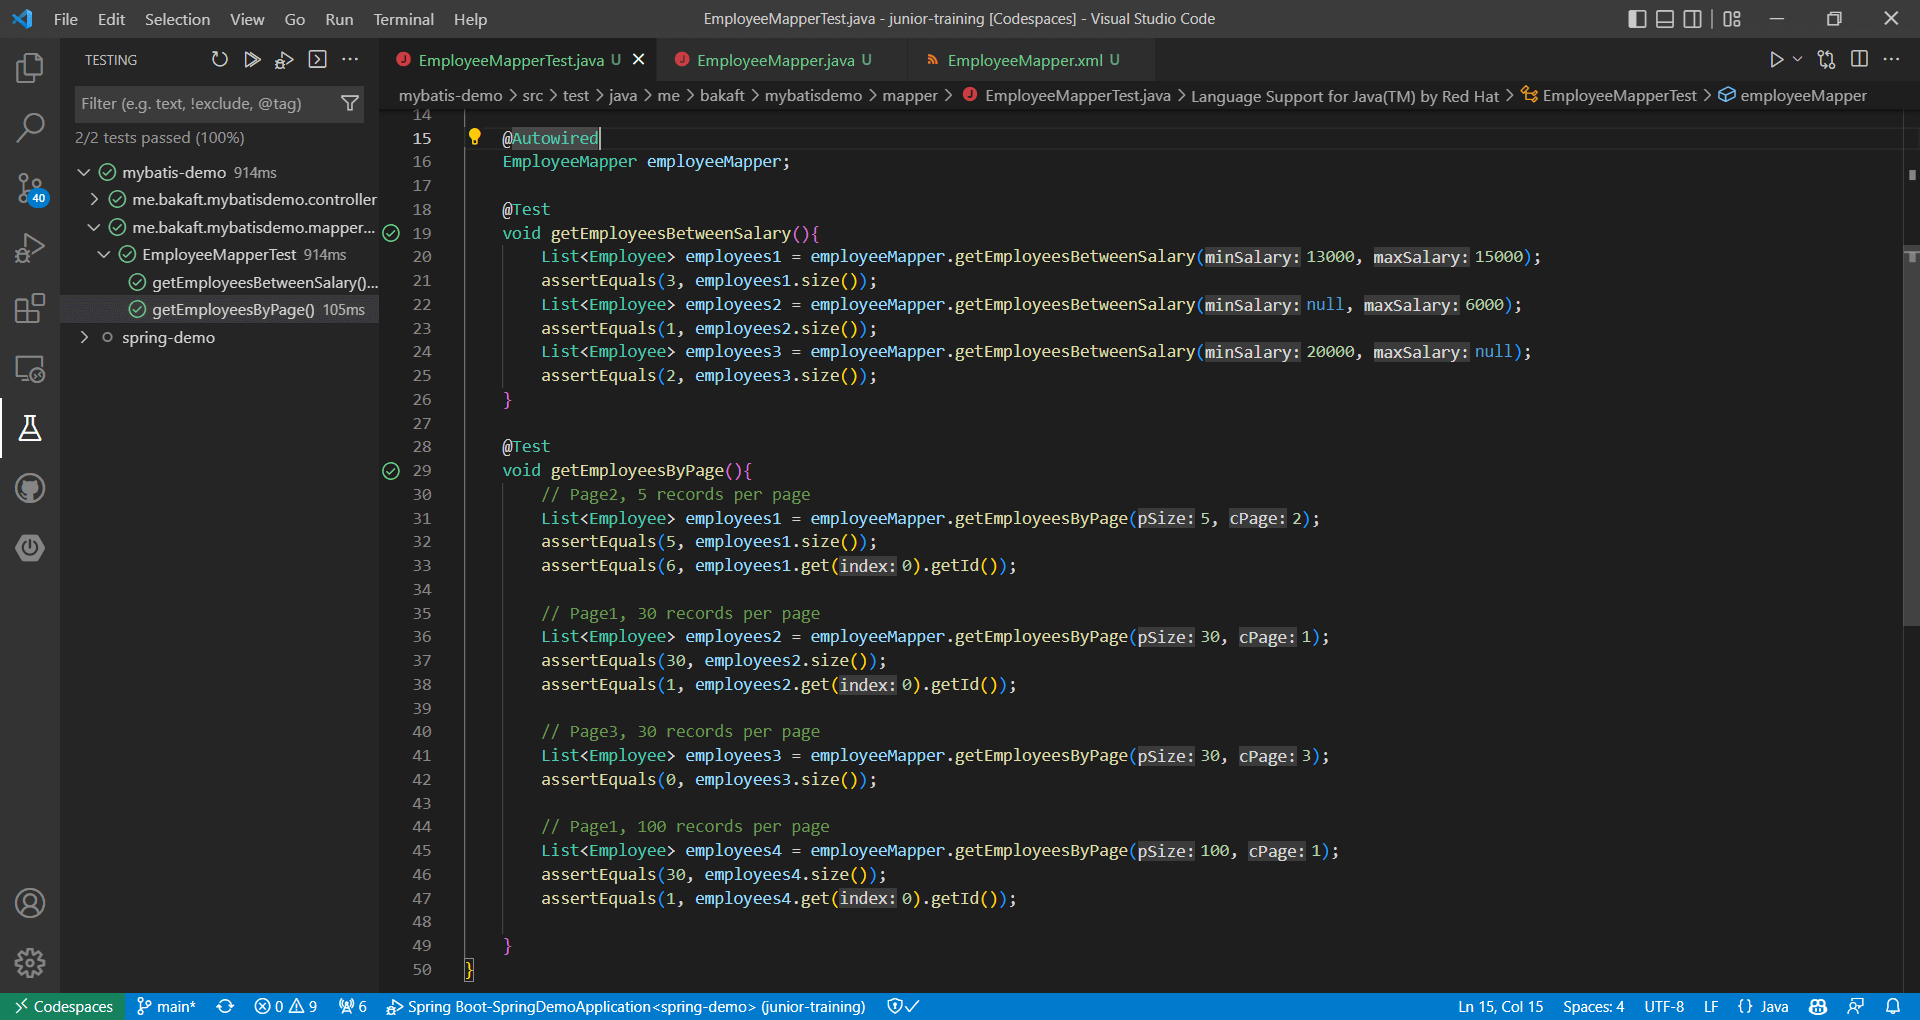 File Edit Selection View Go Run Terminal Help
EmployeeMapperTest.java - junior-training [Codespaces] - Visual Studio Code
TESTING
EmployeeMapperTest.java U
EmployeeMapper.java U
EmployeeMapper.xml U
Filter (e.g. text, !exclude, @tag)
mybatis-demo > src > test > java > me > bakaft > mybatisdemo > mapper > EmployeeMapperTest.java > Language Support for Java(TM) by Red Hat > EmployeeMapperTest > employeeMapper
2/2 tests passed (100%)
mybatis-demo 914ms
me.bakaft.mybatisdemo.controller
me.bakaft.mybatisdemo.mapper...
EmployeeMapperTest 914ms
getEmployeesBetweenSalary()...
getEmployeesByPage() 105ms
spring-demo
40
14
15 @Autowired
16 EmployeeMapper employeeMapper;
17
18 @Test
19 void getEmployeesBetweenSalary(){
20 List<Employee> employees1 = employeeMapper.getEmployeesBetweenSalary(minSalary: 13000, maxSalary: 15000);
21 assertEquals(3, employees1.size());
22 List<Employee> employees2 = employeeMapper.getEmployeesBetweenSalary(minSalary: null, maxSalary: 6000);
23 assertEquals(1, employees2.size());
24 List<Employee> employees3 = employeeMapper.getEmployeesBetweenSalary(minSalary: 20000, maxSalary: null);
25 assertEquals(2, employees3.size());
26 }
27
28 @Test
29 void getEmployeesByPage(){
30 // Page2, 5 records per page
31 List<Employee> employees1 = employeeMapper.getEmployeesByPage(pSize: 5, cPage: 2);
32 assertEquals(5, employees1.size());
33 assertEquals(6, employees1.get(index: 0).getId());
34
35 // Page1, 30 records per page
36 List<Employee> employees2 = employeeMapper.getEmployeesByPage(pSize: 30, cPage: 1);
37 assertEquals(30, employees2.size());
38 assertEquals(1, employees2.get(index: 0).getId());
39
40 // Page3, 30 records per page
41 List<Employee> employees3 = employeeMapper.getEmployeesByPage(pSize: 30, cPage: 3);
42 assertEquals(0, employees3.size());
43
44 // Page1, 100 records per page
45 List<Employee> employees4 = employeeMapper.getEmployeesByPage(pSize: 100, cPage: 1);
46 assertEquals(30, employees4.size());
47 assertEquals(1, employees4.get(index: 0).getId());
48
49 }
50 }
Codespaces main* 0 9 6 Spring Boot-SpringDemoApplication<spring-demo> (junior-training) Ln 15, Col 15 Spaces: 4 UTF-8 LF {} Java